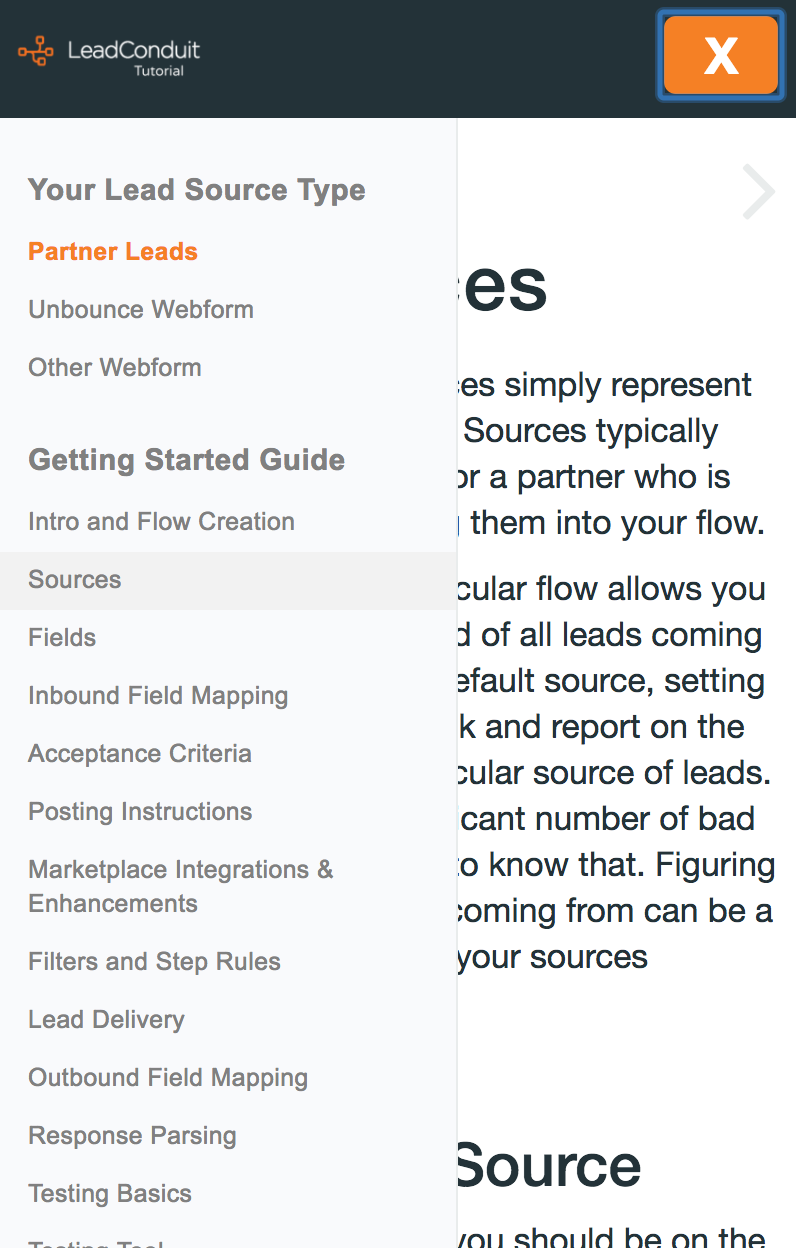 LeadConduit
Tutorial
X
Your Lead Source Type
Partner Leads
Unbounce Webform
Other Webform
Getting Started Guide
Intro and Flow Creation
Sources
Fields
Inbound Field Mapping
Acceptance Criteria
Posting Instructions
Marketplace Integrations &
Enhancements
Filters and Step Rules
Lead Delivery
Outbound Field Mapping
Response Parsing
Testing Basics
es
es simply represent
Sources typically
or a partner who is
them into your flow.
cular flow allows you
d of all leads coming
efault source, setting
k and report on the
cular source of leads.
icant number of bad
to know that. Figuring
coming from can be a
your sources
Source
you should be on the